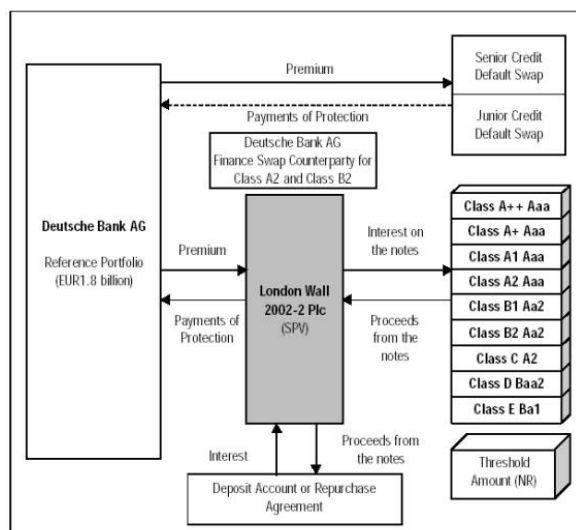 Premium
Senior Credit
Default Swap
Payments of Protection
Junior Credit
Default Swap
Deutsche Bank AG
Finance Swap Counterparty for
Class A2 and Class B2
Deutsche Bank AG
Reference Portfolio
(EUR1.8 billion)
Premium
Payments of
Protection
London Wall
2002-2 Plc
(SPV)
Interest on
the notes
Proceeds
from the
notes
Class A++ Aaa
Class A+ Aaa
Class A1 Aaa
Class A2 Aaa
Class B1 Aa2
Class B2 Aa2
Class C A2
Class D Baa2
Class E Ba1
Interest
Proceeds from
the notes
Deposit Account or Repurchase
Agreement
Threshold
Amount (NR)